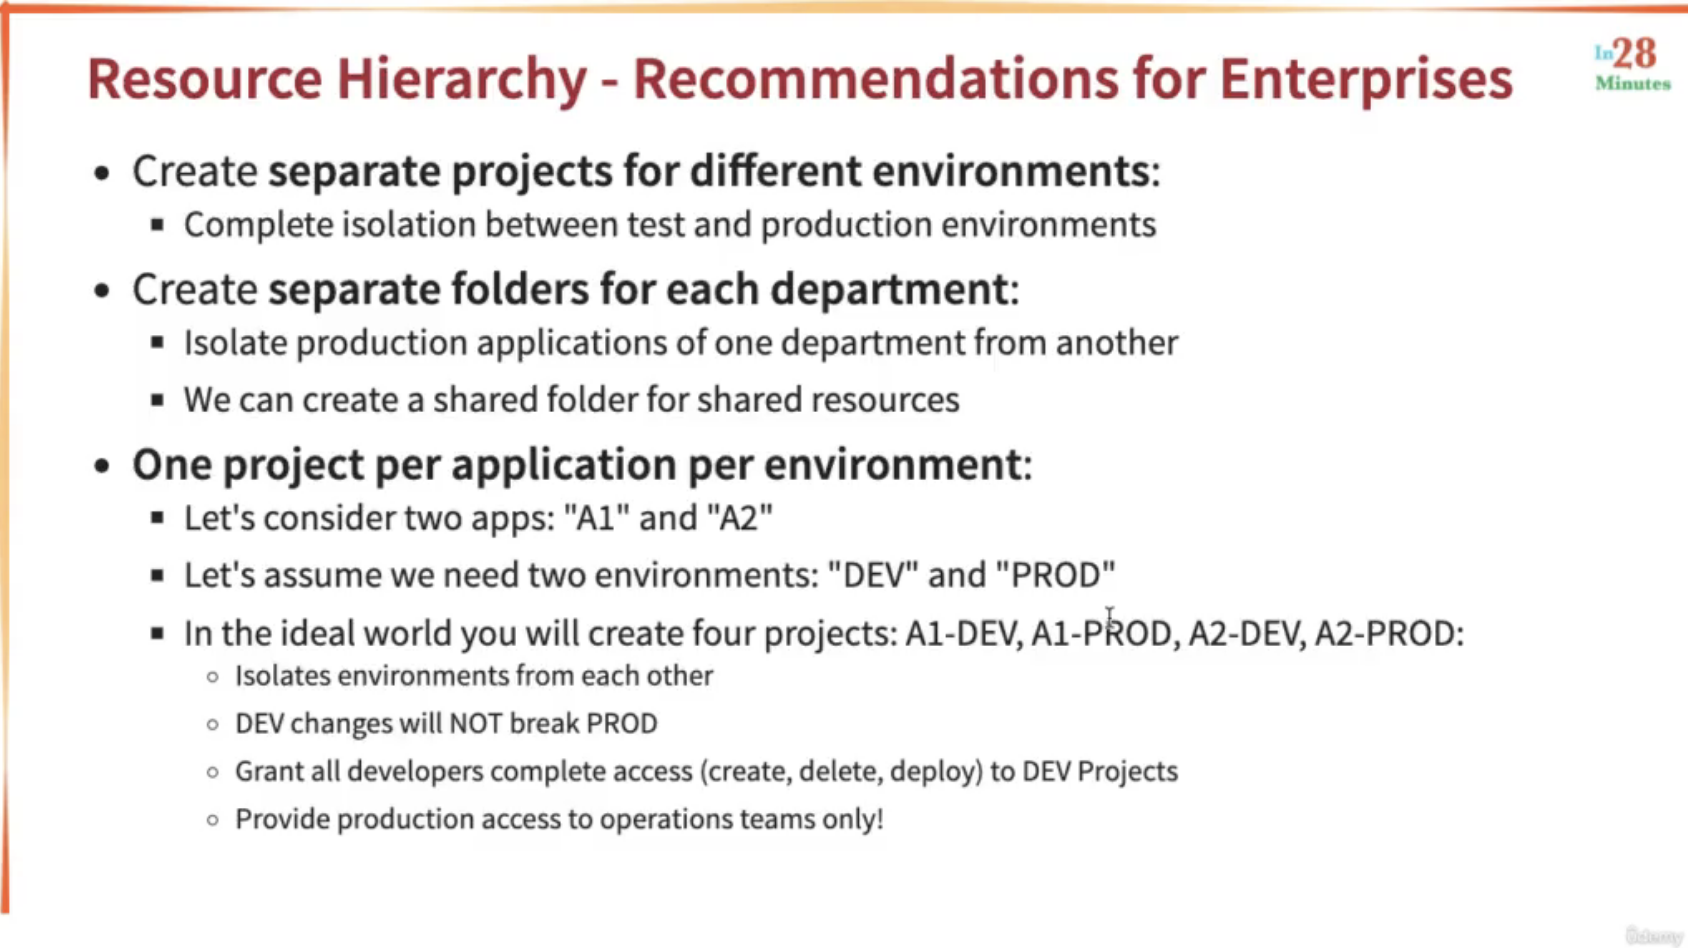 Resource Hierarchy - Recommendations for Enterprises
In28
Minutes
• Create separate projects for different environments:
▪ Complete isolation between test and production environments
• Create separate folders for each department:
▪ Isolate production applications of one department from another
▪ We can create a shared folder for shared resources
• One project per application per environment:
▪ Let's consider two apps: "A1" and "A2"
▪ Let's assume we need two environments: "DEV" and "PROD"
▪ In the ideal world you will create four projects: A1-DEV, A1-PROD, A2-DEV, A2-PROD:
◦ Isolates environments from each other
◦ DEV changes will NOT break PROD
◦ Grant all developers complete access (create, delete, deploy) to DEV Projects
◦ Provide production access to operations teams only!
ûdemy